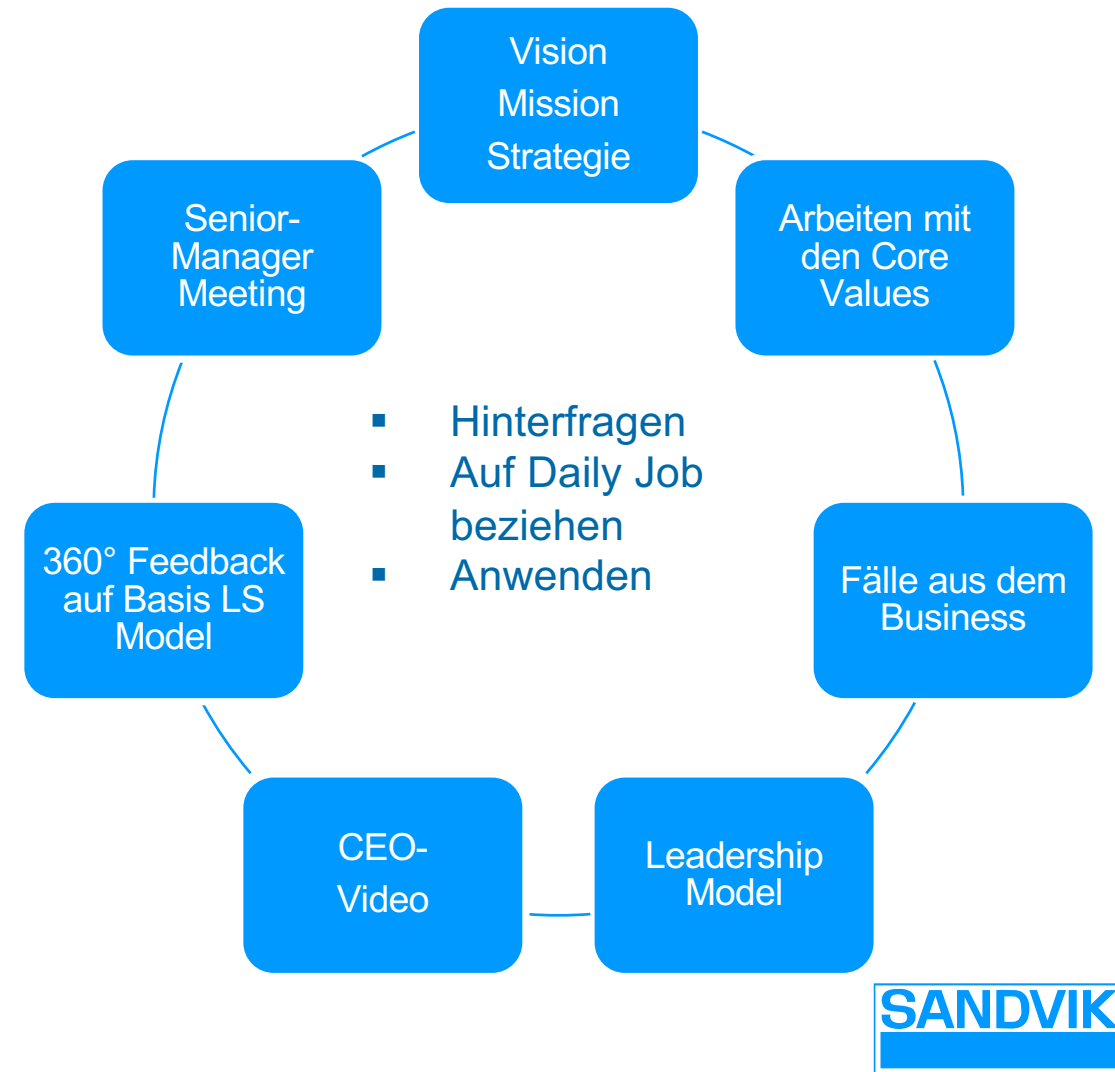 Vision
Mission
Strategie
Arbeiten mit
den Core
Values
Fälle aus dem
Business
Leadership
Model
CEO-
Video
360° Feedback
auf Basis LS
Model
Senior-
Manager
Meeting
▪ Hinterfragen
▪ Auf Daily Job
beziehen
▪ Anwenden
SANDVIK